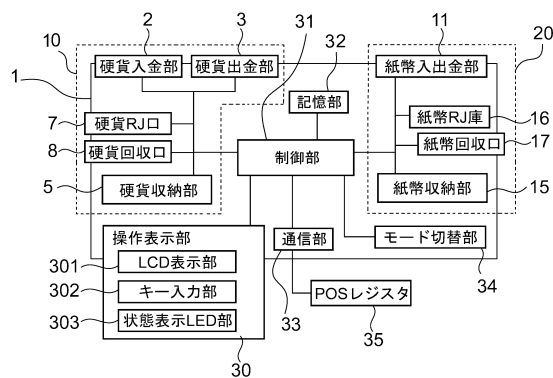 10
2
3
31
32
11
20
1
硬貨入金部
硬貨出金部
紙幣入出金部
記憶部
7
硬貨RJ口
紙幣RJ庫
16
8
硬貨回収口
制御部
紙幣回収口
17
5
硬貨収納部
紙幣収納部
15
操作表示部
301
LCD表示部
302
キー入力部
303
状態表示LED部
30
通信部
33
モード切替部
34
POSレジスタ
35